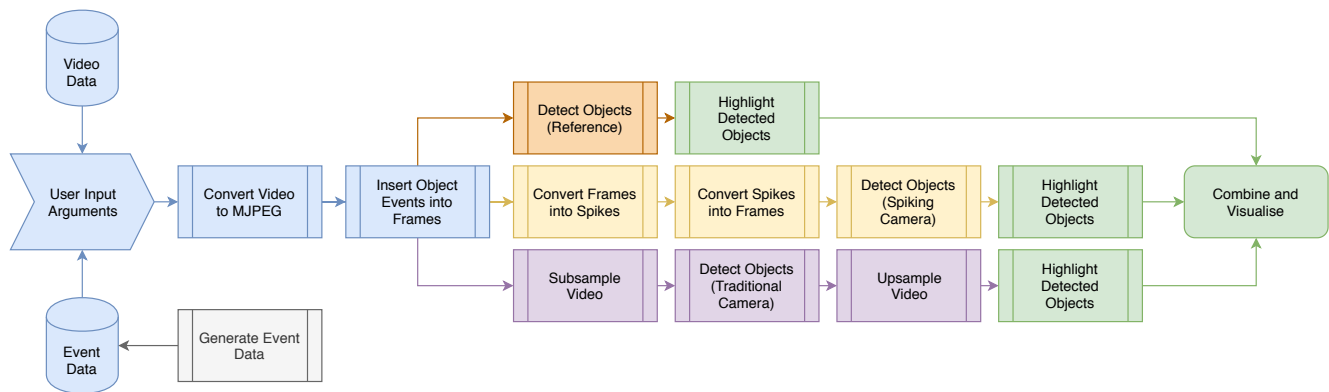 Video
Data
Detect Objects
(Reference)
Highlight
Detected
Objects
User Input
Arguments
Convert Video
to MJPEG
Insert Object
Events into
Frames
Convert Frames
into Spikes
Convert Spikes
into Frames
Detect Objects
(Spiking
Camera)
Highlight
Detected
Objects
Combine and
Visualise
Subsample
Video
Detect Objects
(Traditional
Camera)
Upsample
Video
Highlight
Detected
Objects
Event
Data
Generate Event
Data